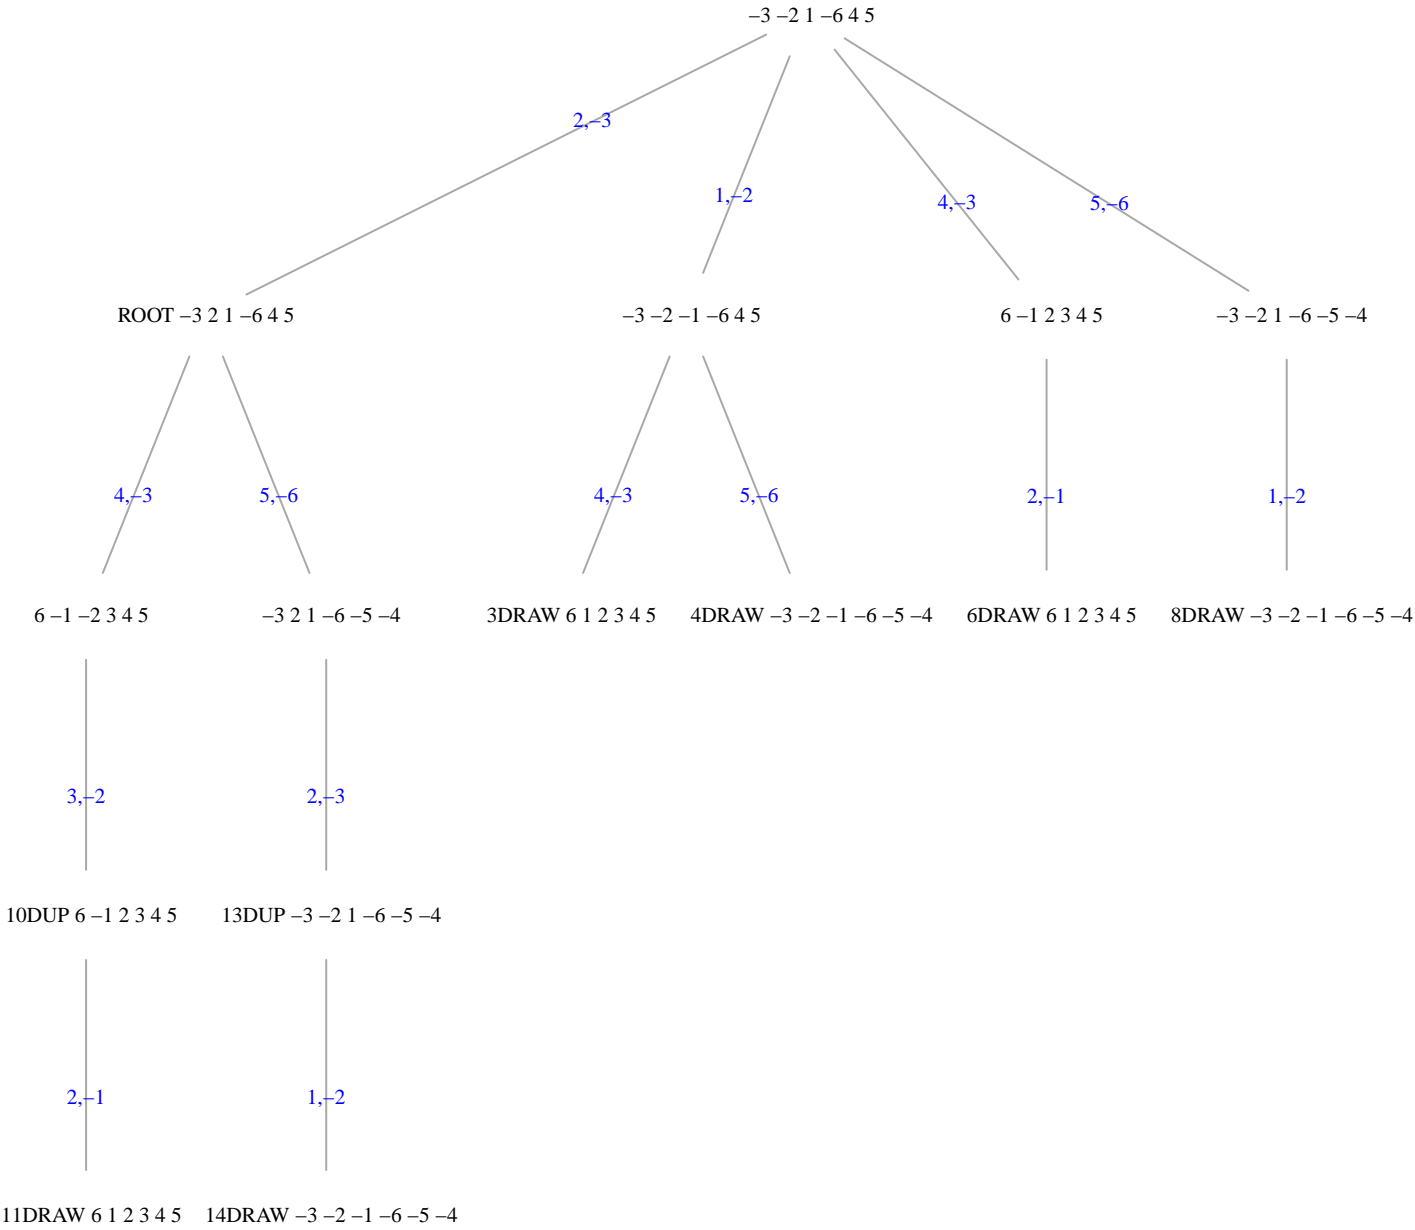 −3 −2 1 −6 4 5
2,−3
1,−2
4,−3
5,−6
ROOT −3 2 1 −6 4 5
−3 −2 −1 −6 4 5
6 −1 2 3 4 5
−3 −2 1 −6 −5 −4
4,−3
5,−6
4,−3
5,−6
2,−1
1,−2
6 −1 −2 3 4 5
−3 2 1 −6 −5 −4
3DRAW 6 1 2 3 4 5
4DRAW −3 −2 −1 −6 −5 −4
6DRAW 6 1 2 3 4 5
8DRAW −3 −2 −1 −6 −5 −4
3,−2
2,−3
10DUP 6 −1 2 3 4 5
13DUP −3 −2 1 −6 −5 −4
2,−1
1,−2
11DRAW 6 1 2 3 4 5
14DRAW −3 −2 −1 −6 −5 −4